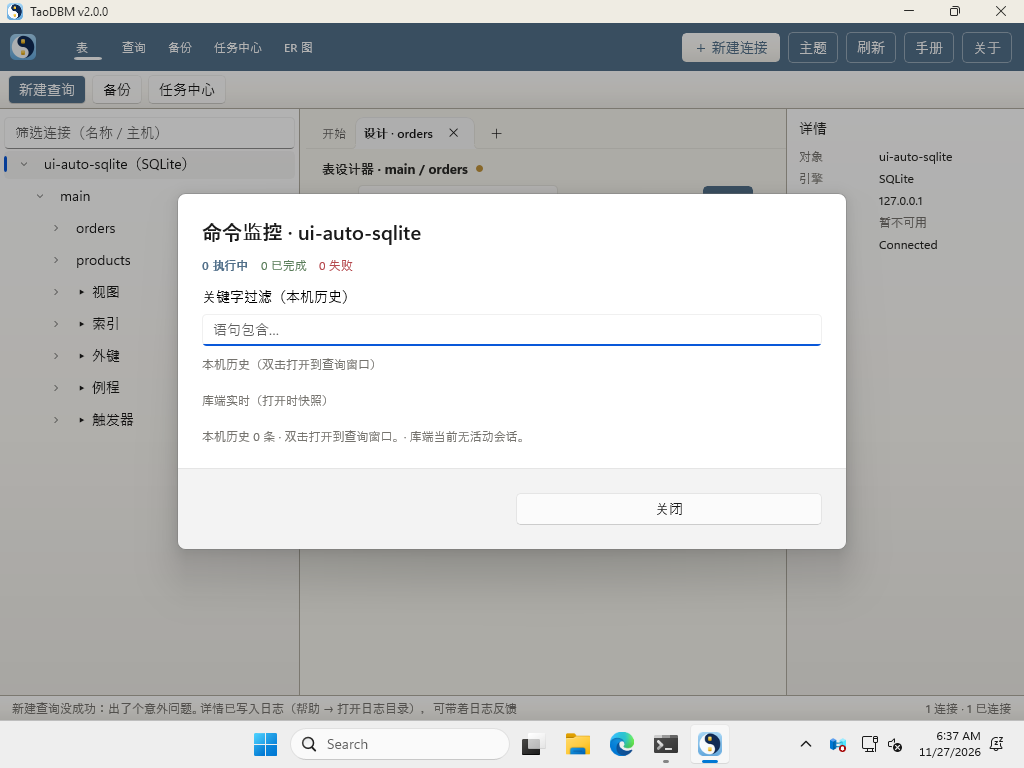 TaoDBM v2.0.0
表 查询 备份 任务中心 ER 图 + 新建连接 主题 刷新 手册 关于
新建查询 备份 任务中心
筛选连接（名称 / 主机）
ui-auto-sqlite（SQLite）
main
orders
products
视图
索引
外键
例程
触发器
开始 设计 · orders
表设计器 · main / orders
详情
对象 ui-auto-sqlite
引擎 SQLite
127.0.0.1
暂不可用
Connected
命令监控 · ui-auto-sqlite
0 执行中 0 已完成 0 失败
关键字过滤（本机历史）
语句包含...
本机历史（双击打开到查询窗口）
库端实时（打开时快照）
本机历史 0 条 · 双击打开到查询窗口。· 库端当前无活动会话。
关闭
新建查询没成功：出了个意外问题。详情已写入日志（帮助 → 打开日志目录），可带着日志反馈
1 连接 · 1 已连接
Search
6:37 AM
11/27/2026